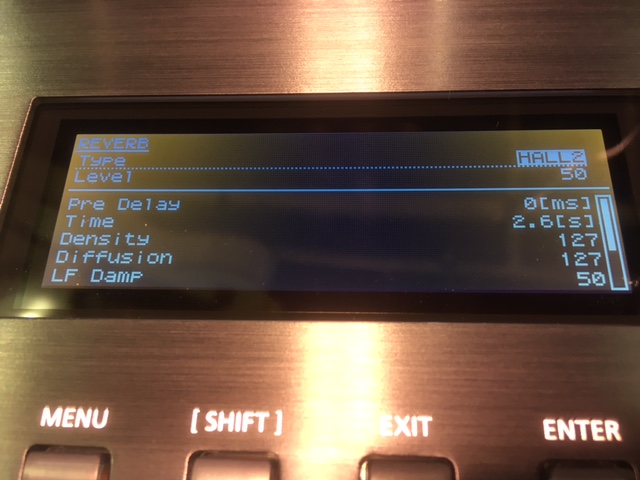 REVERB
Type HALL2
Level 50
Pre Delay 0[ms]
Time 2.6[s]
Density 127
Diffusion 127
LF Damp 50
MENU [ SHIFT ] EXIT ENTER